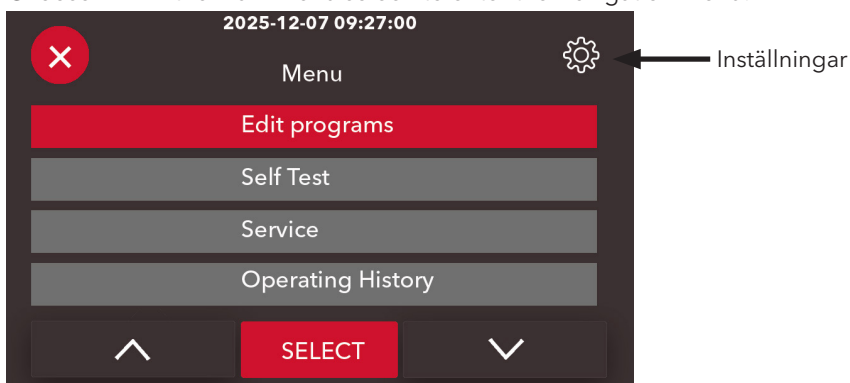 2025-12-07 09:27:00
Menu
Inställningar
Edit programs
Self Test
Service
Operating History
SELECT